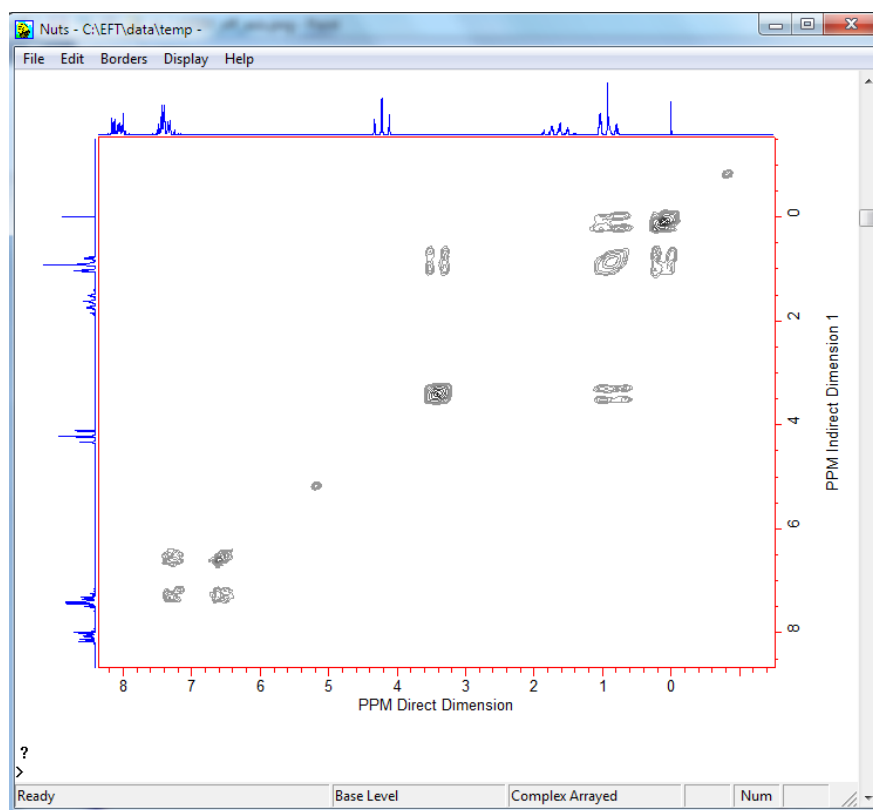 Nuts - C:\EFT\data\temp -
File Edit Borders Display Help
0
2
4
6
8
PPM Indirect Dimension 1
8 7 6 5 4 3 2 1 0
PPM Direct Dimension
?
>
Ready Base Level Complex Arrayed Num